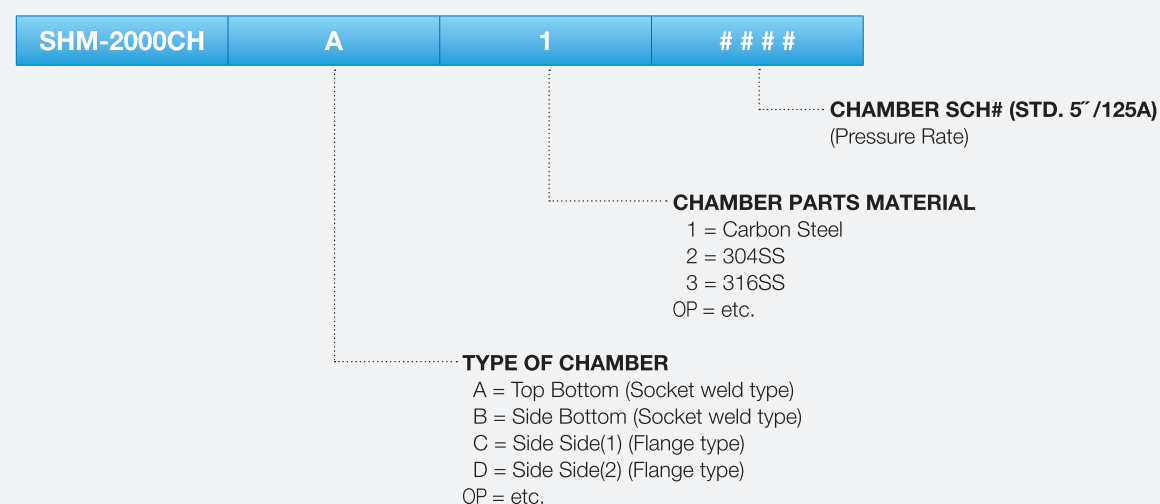 SHM-2000CH A 1 # # # #
CHAMBER SCH# (STD. 5˝ /125A)
(Pressure Rate)
CHAMBER PARTS MATERIAL
1 = Carbon Steel
2 = 304SS
3 = 316SS
OP = etc.
TYPE OF CHAMBER
A = Top Bottom (Socket weld type)
B = Side Bottom (Socket weld type)
C = Side Side(1) (Flange type)
D = Side Side(2) (Flange type)
OP = etc.